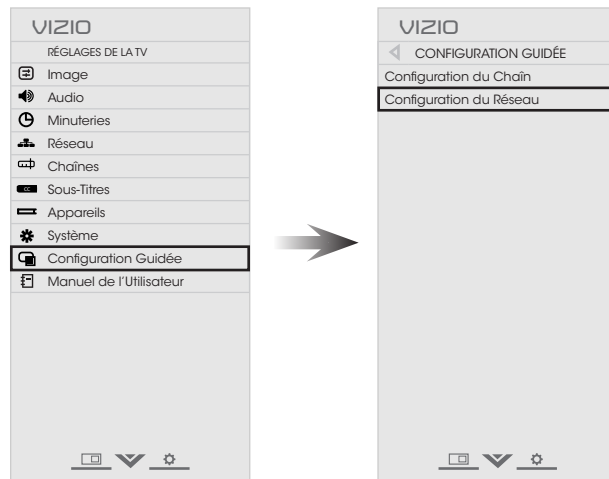 VIZIO
RÉGLAGES DE LA TV
Image
Audio
Minuteries
Réseau
Chaînes
CC Sous-Titres
Appareils
Système
Configuration Guidée
Manuel de l'Utilisateur
VIZIO
CONFIGURATION GUIDÉE
Configuration du Chaîn
Configuration du Réseau